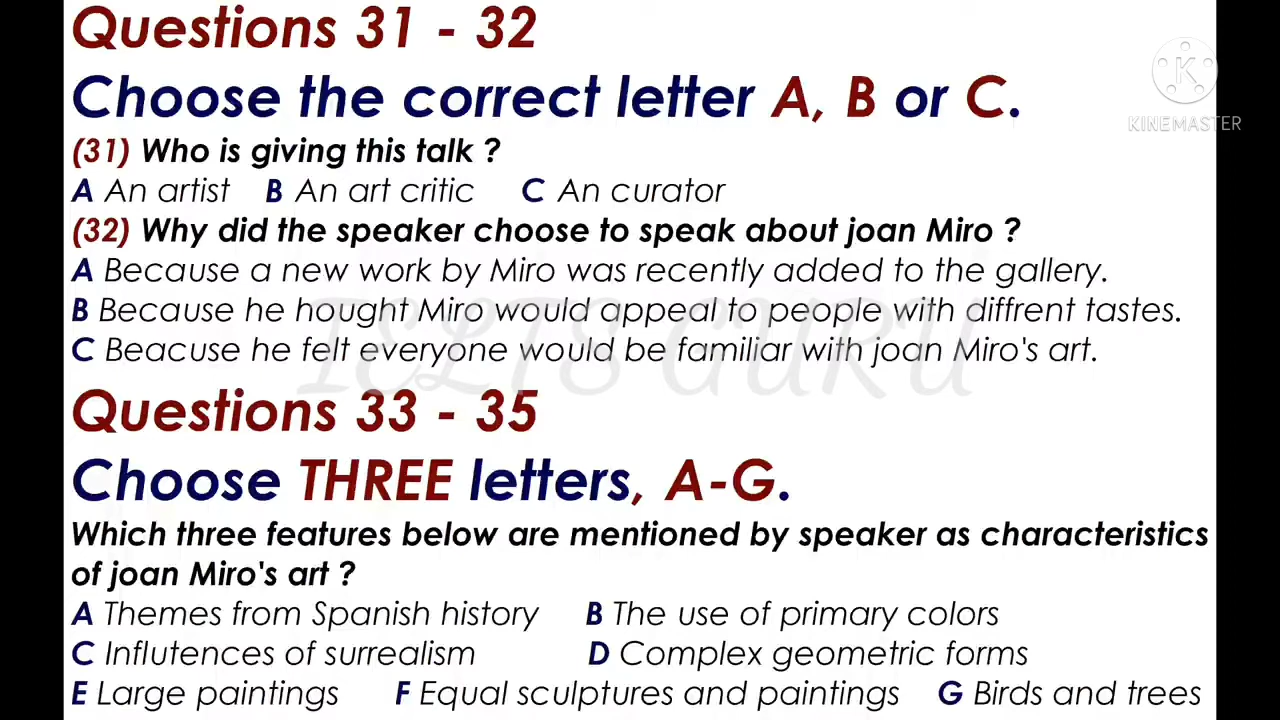 Questions 31 - 32
KINEMASTER
Choose the correct letter A, B or C.
(31) Who is giving this talk ?
A An artist B An art critic C An curator
(32) Why did the speaker choose to speak about joan Miro ?
A Because a new work by Miro was recently added to the gallery.
B Because he hought Miro would appeal to people with diffrent tastes.
C Beacuse he felt everyone would be familiar with joan Miro's art.
IELTS GURU
Questions 33 - 35
Choose THREE letters, A-G.
Which three features below are mentioned by speaker as characteristics
of joan Miro's art ?
A Themes from Spanish history B The use of primary colors
C Influtences of surrealism D Complex geometric forms
E Large paintings F Equal sculptures and paintings G Birds and trees